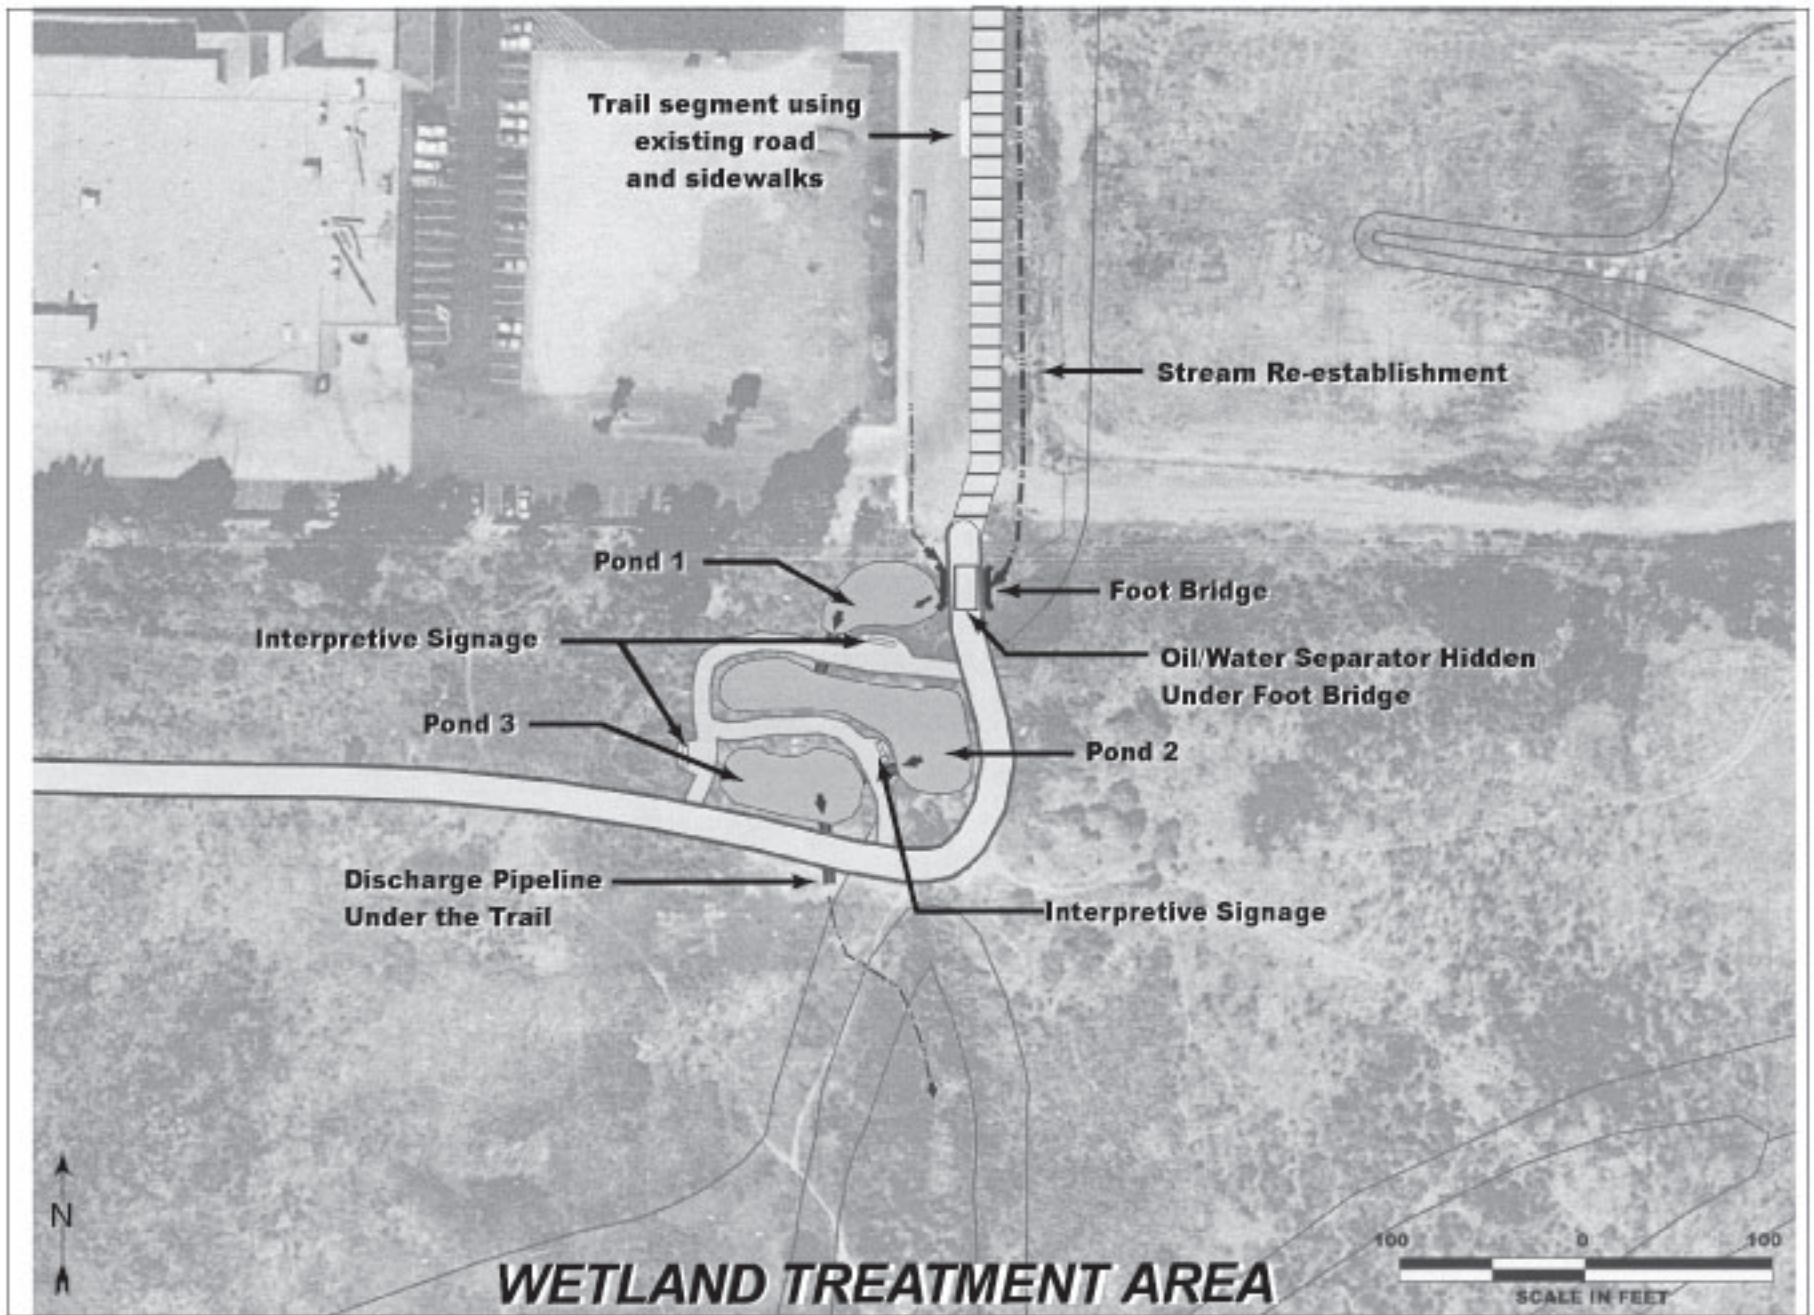 Trail segment using
existing road
and sidewalks
Stream Re-establishment
Pond 1
Foot Bridge
Interpretive Signage
Oil/Water Separator Hidden
Under Foot Bridge
Pond 3
Pond 2
Discharge Pipeline
Under the Trail
Interpretive Signage
N
100 0 100
SCALE IN FEET
WETLAND TREATMENT AREA